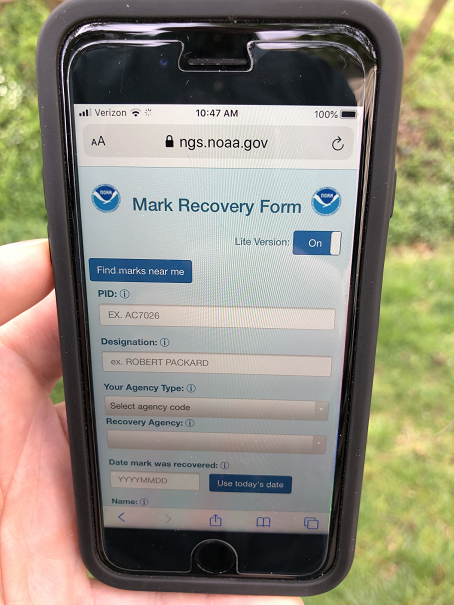 Verizon 10:47 AM 100%
AA ngs.noaa.gov
NOAA Mark Recovery Form NOAA
Lite Version: On
Find marks near me
PID:
EX. AC7026
Designation:
ex. ROBERT PACKARD
Your Agency Type:
Select agency code
Recovery Agency:
Date mark was recovered:
YYYYMMDD Use today's date
Name: